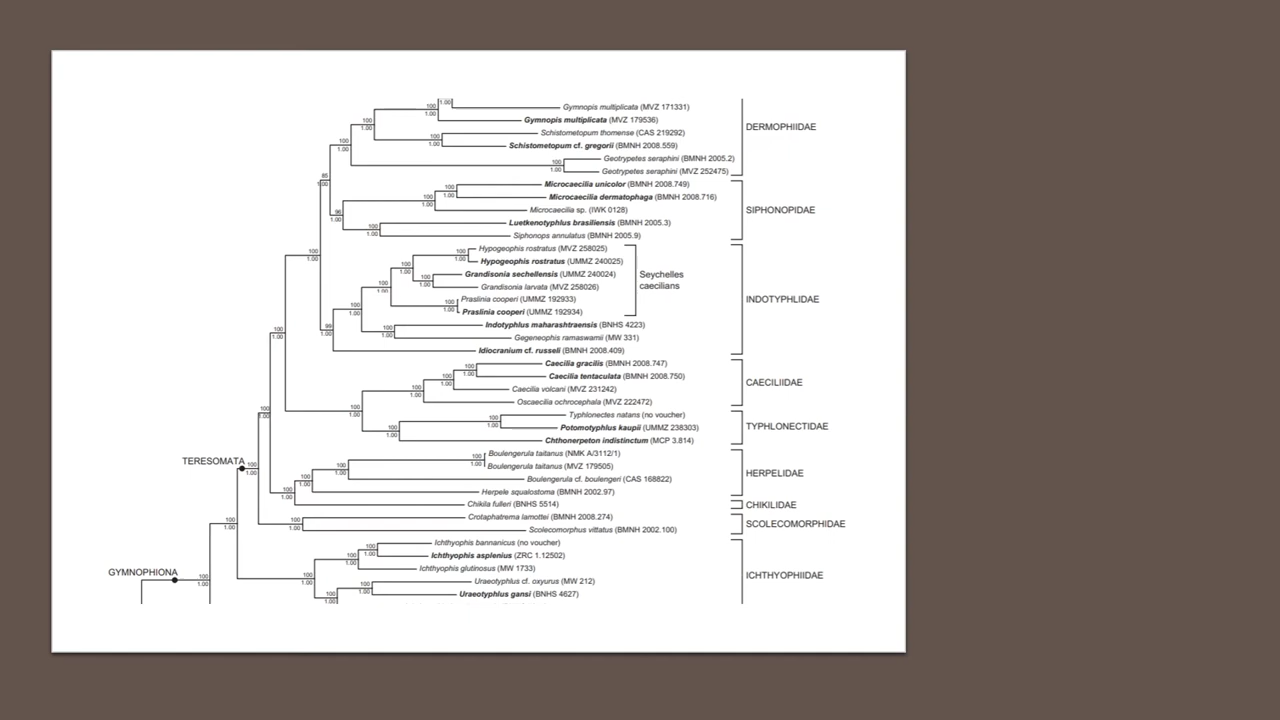 Gymnopis multiplicata (MVZ 171331)
Gymnopis multiplicata (MVZ 179536)
DERMOPHIIDAE
Schistometopum thomense (CAS 219292)
Schistometopum cf. gregorii (BMNH 2008.559)
Geotrypetes seraphini (BMNH 2005.2)
Geotrypetes seraphini (MVZ 252475)
Microcaecilia unicolor (BMNH 2008.749)
Microcaecilia dermatophaga (BMNH 2008.716)
Microcaecilia sp. (IWK 0128)
SIPHONOPIDAE
Luetkenotyphlus brasiliensis (BMNH 2005.3)
Siphonops annulatus (BMNH 2005.9)
Hypogeophis rostratus (MVZ 258025)
Hypogeophis rostratus (UMMZ 240025)
Grandisonia sechellensis (UMMZ 240024)
Seychelles
caecilians
Grandisonia larvata (MVZ 258026)
Praslinia cooperi (UMMZ 192933)
INDOTYPHLIDAE
Praslinia cooperi (UMMZ 192934)
Indotyphlus maharashtraensis (BNHS 4223)
Gegeneophis ramaswamii (MW 331)
Idiocranium cf. russeli (BMNH 2008.409)
Caecilia gracilis (BMNH 2008.747)
Caecilia tentaculata (BMNH 2008.750)
CAECILIIDAE
Caecilia volcani (MVZ 231242)
Oscaecilia ochrocephala (MVZ 222472)
Typhlonectes natans (no voucher)
Potomotyphlus kaupii (UMMZ 238303)
TYPHLONECTIDAE
Chthonerpeton indistinctum (MCP 3.814)
Boulengerula taitanus (NMK A/3112/1)
TERESOMATA
Boulengerula taitanus (MVZ 179505)
HERPELIDAE
Boulengerula cf. boulengeri (CAS 168822)
Herpele squalostoma (BMNH 2002.97)
Chikila fulleri (BNHS 5514)
CHIKILIDAE
Crotaphatrema lamottei (BMNH 2008.274)
SCOLECOMORPHIDAE
Scolecomorphus vittatus (BMNH 2002.100)
Ichthyophis bannanicus (no voucher)
Ichthyophis asplenius (ZRC 1.12502)
Ichthyophis glutinosus (MW 1733)
GYMNOPHIONA
ICHTHYOPHIIDAE
Uraeotyphlus cf. oxyurus (MW 212)
Uraeotyphlus gansi (BNHS 4627)